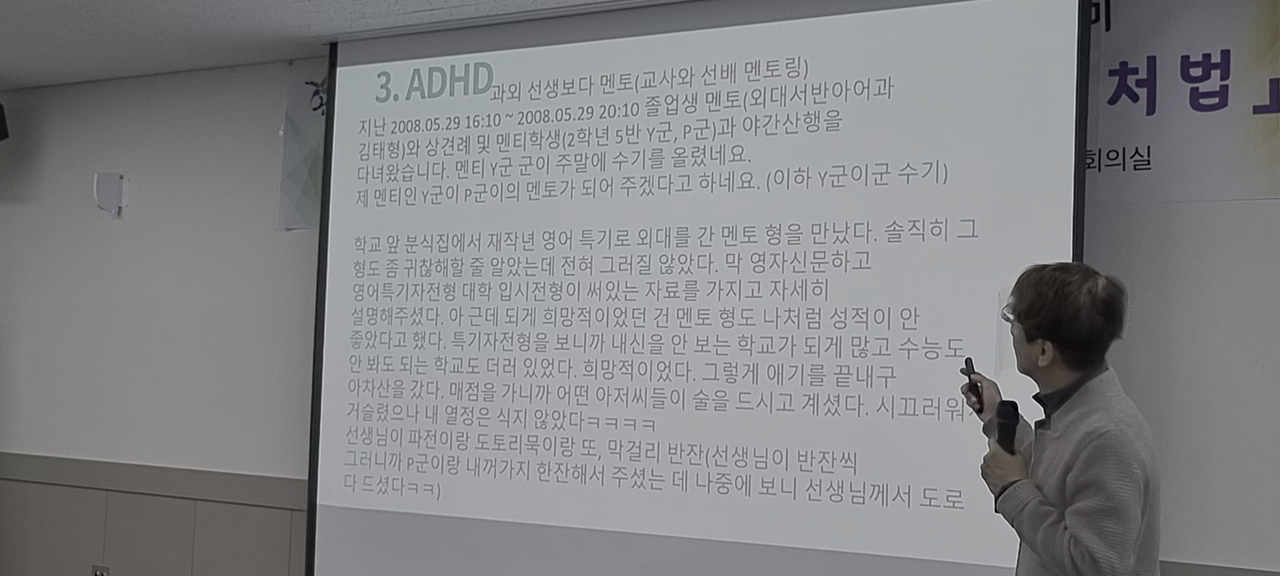 3. ADHD과외 선생보다 멘토(교사와 선배 멘토링)
지난 2008.05.29 16:10 ~ 2008.05.29 20:10 졸업생 멘토(외대서반아어과
김태형)와 상견례 및 멘티학생(2학년 5반 Y군, P군)과 야간산행을
다녀왔습니다. 멘티 Y군 군이 주말에 수기를 올렸네요.
제 멘티인 Y군이 P군이의 멘토가 되어 주겠다고 하네요. (이하 Y군이군 수기)
학교 앞 분식집에서 재작년 영어 특기로 외대를 간 멘토 형을 만났다. 솔직히 그
형도 좀 귀찮해할 줄 알았는데 전혀 그러질 않았다. 막 영자신문하고
영어특기자전형 대학 입시전형이 써있는 자료를 가지고 자세히
설명해주셨다. 아 근데 되게 희망적이었던 건 멘토 형도 나처럼 성적이 안
좋았다고 했다. 특기자전형을 보니까 내신을 안 보는 학교가 되게 많고 수능도
안 봐도 되는 학교도 더러 있었다. 희망적이었다. 그렇게 얘기를 끝내구
아차산을 갔다. 매점을 가니까 어떤 아저씨들이 술을 드시고 계셨다. 시끄러워
거슬렸으나 내 열정은 식지 않았다ㅋㅋㅋㅋ
선생님이 파전이랑 도토리묵이랑 또, 막걸리 반잔(선생님이 반잔씩
그러니까 P군이랑 내꺼가지 한잔해서 주셨는 데 나중에 보니 선생님께서 도로
다 드셨다ㅋㅋ)
처법
회의실